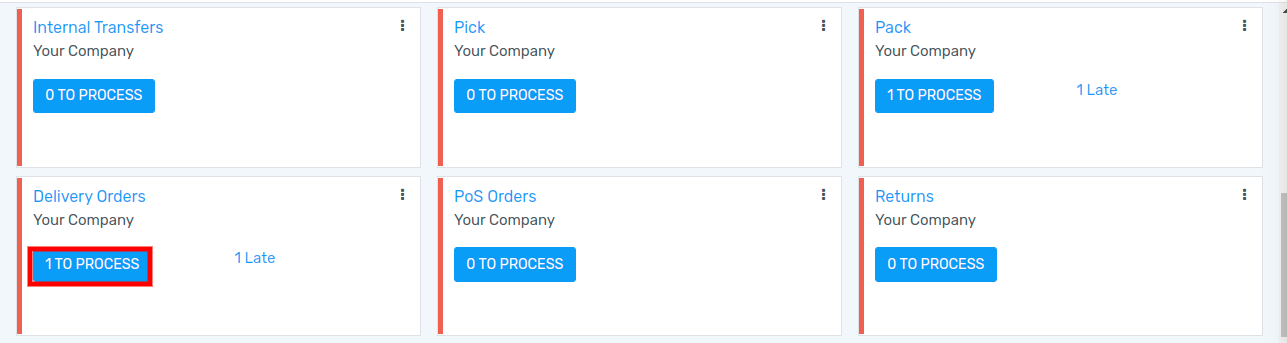 Internal Transfers
Your Company
0 TO PROCESS
Pick
Your Company
0 TO PROCESS
Pack
Your Company
1 TO PROCESS
1 Late
Delivery Orders
Your Company
1 TO PROCESS
1 Late
PoS Orders
Your Company
0 TO PROCESS
Returns
Your Company
0 TO PROCESS